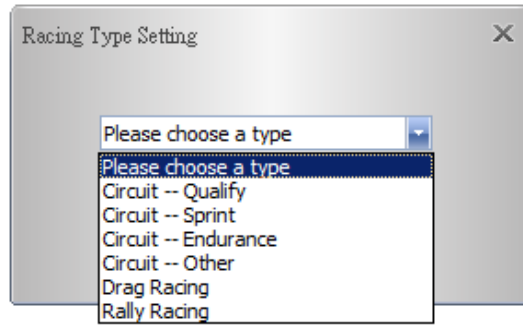 Racing Type Setting
Please choose a type
Please choose a type
Circuit -- Qualify
Circuit -- Sprint
Circuit -- Endurance
Circuit -- Other
Drag Racing
Rally Racing